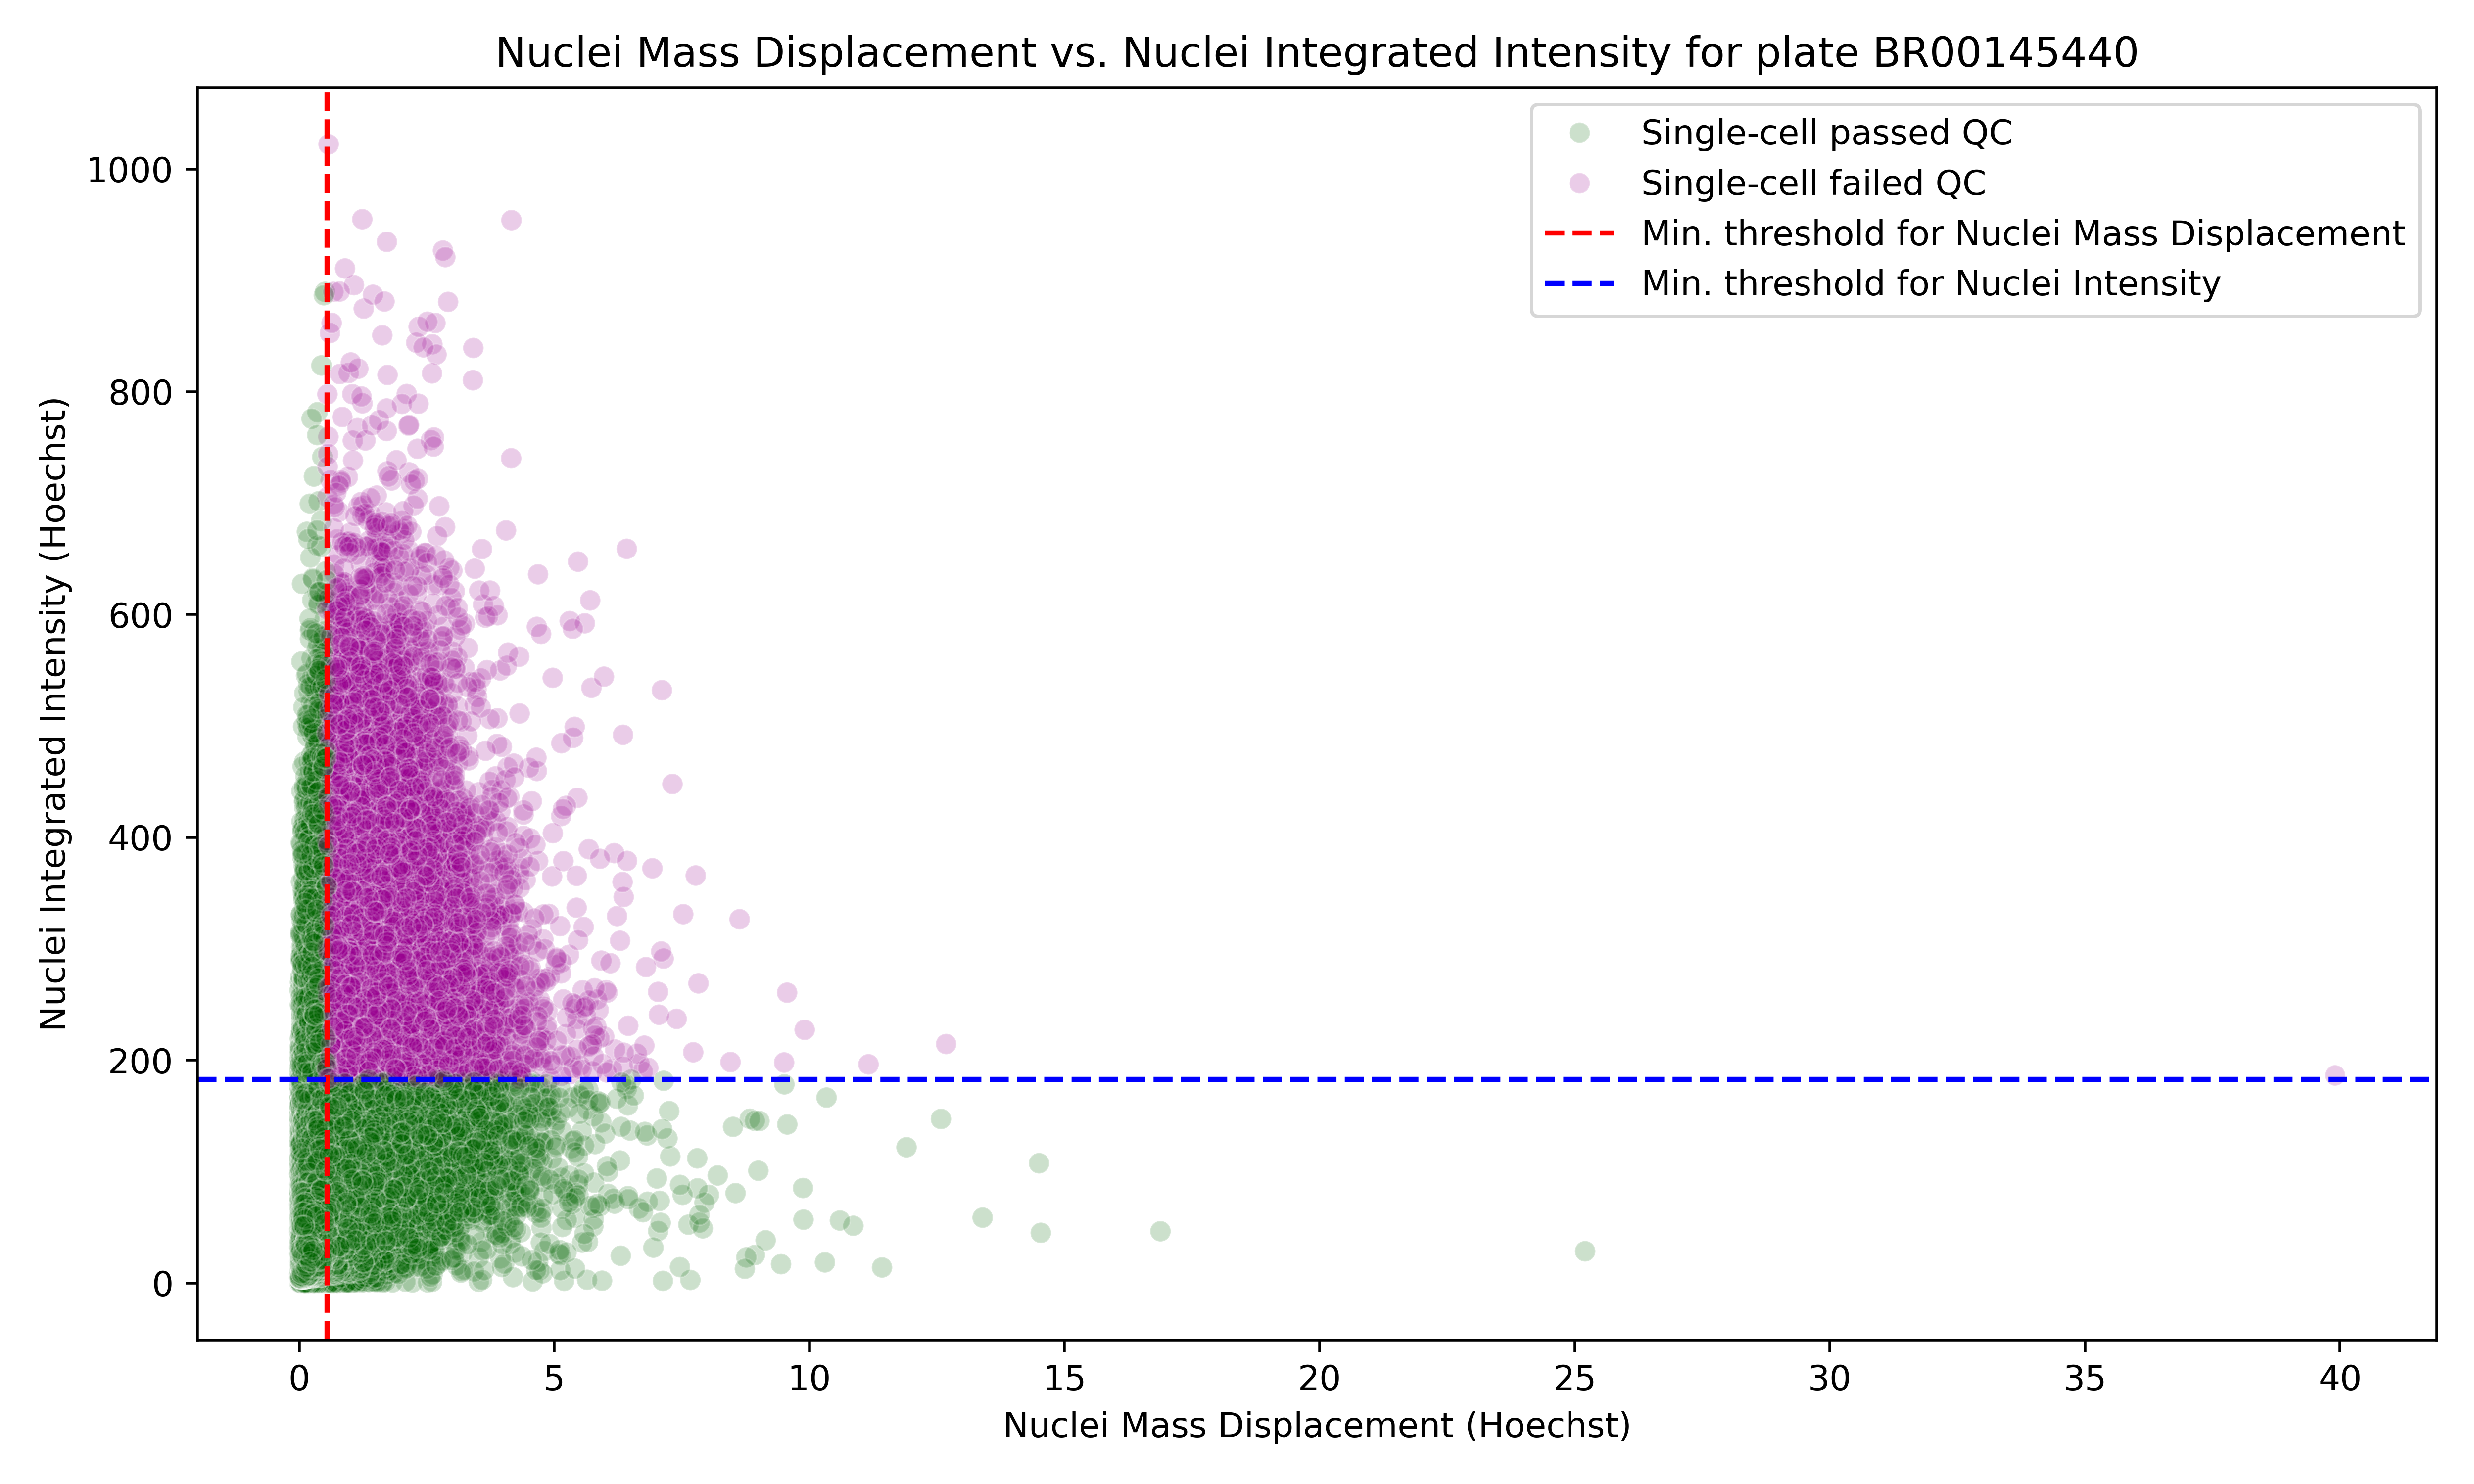 Nuclei Mass Displacement vs. Nuclei Integrated Intensity for plate BR00145440
Single-cell passed QC
Single-cell failed QC
Min. threshold for Nuclei Mass Displacement
Min. threshold for Nuclei Intensity
Nuclei Integrated Intensity (Hoechst)
1000
800
600
400
200
0
0 5 10 15 20 25 30 35 40
Nuclei Mass Displacement (Hoechst)